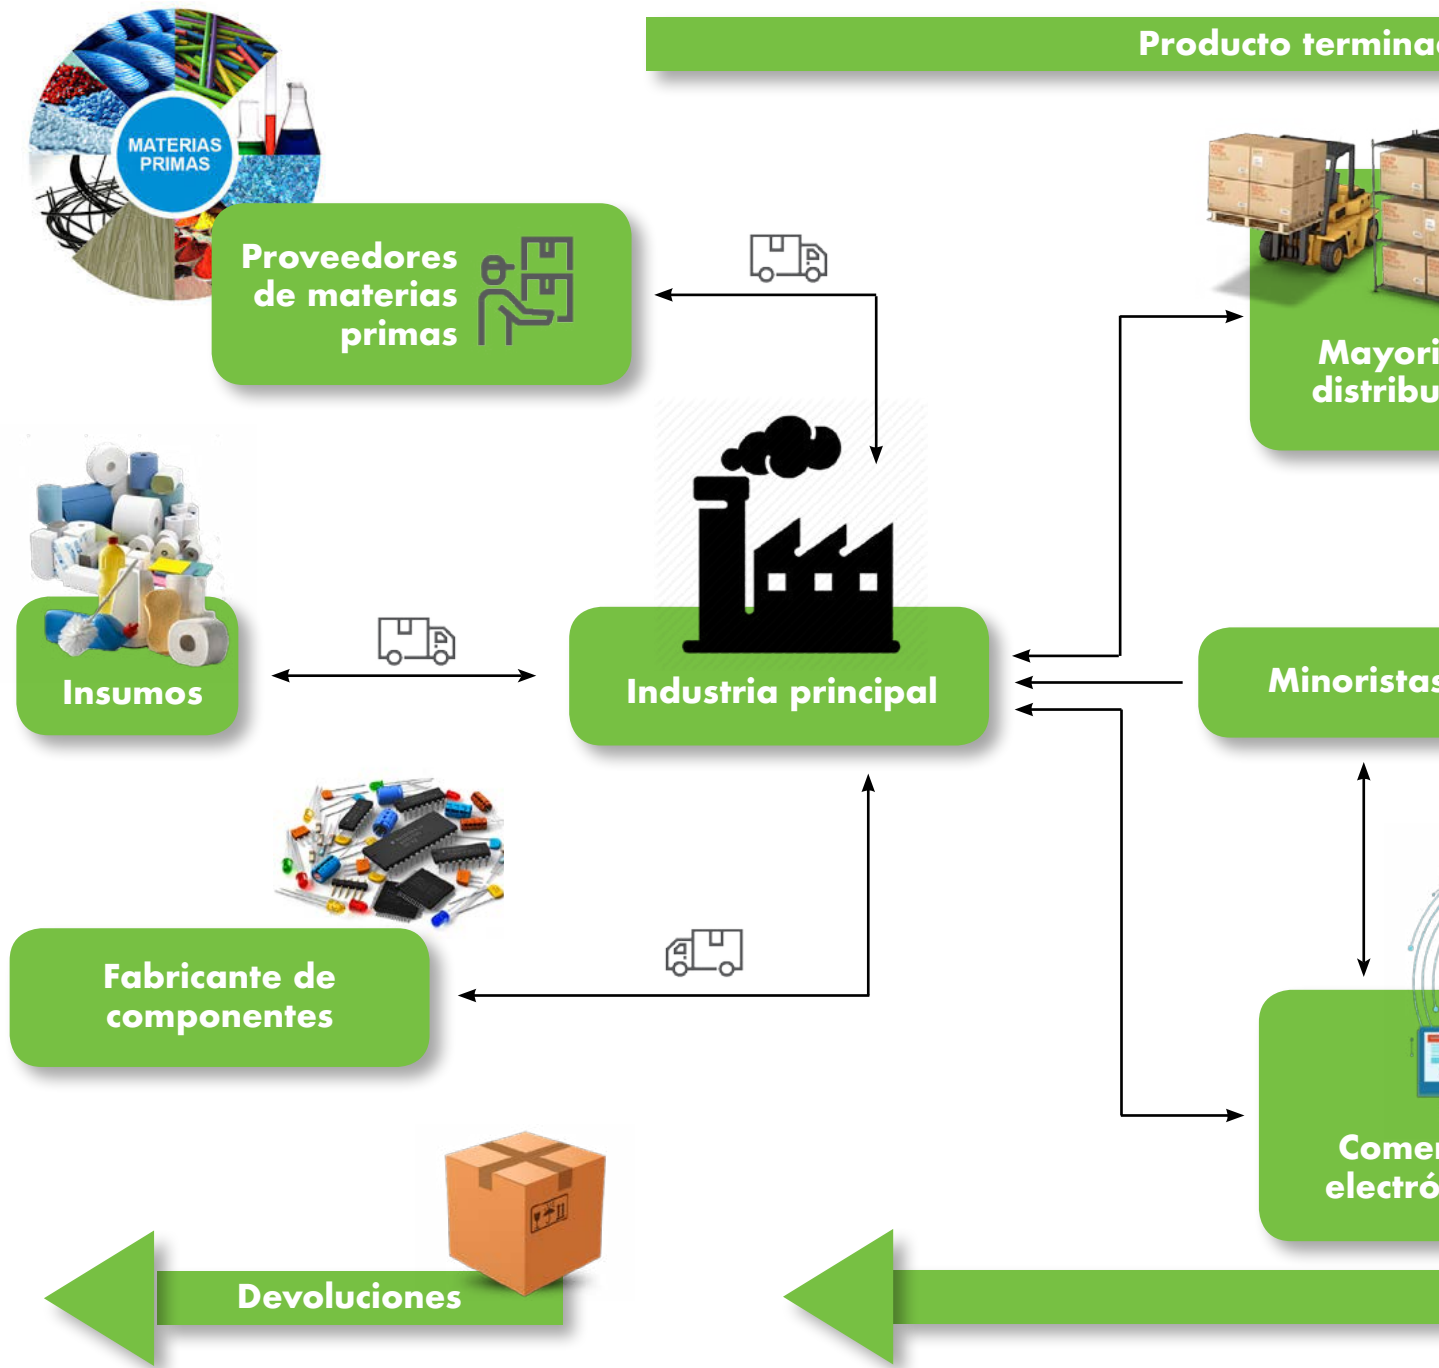 Producto termina
MATERIAS
PRIMAS
Proveedores
de materias
primas
Mayori
distribu
Insumos
Industria principal
Minoristas
Fabricante de
componentes
Comer
electró
Devoluciones